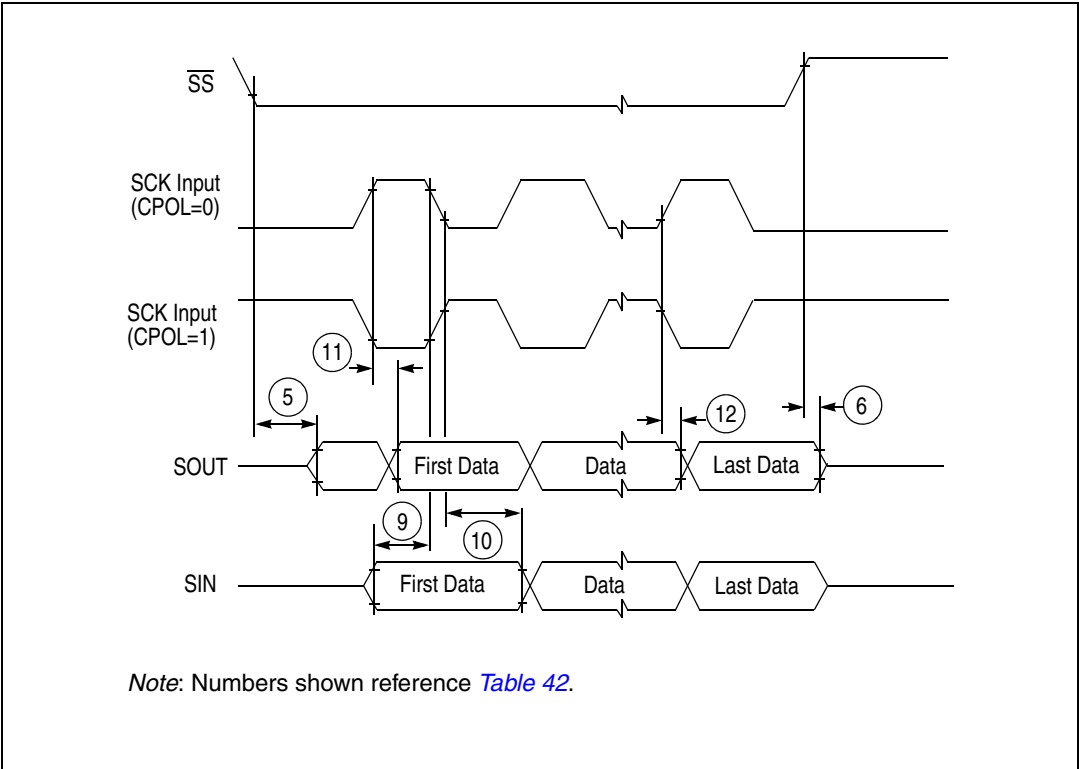 SS
SCK Input
(CPOL=0)
SCK Input
(CPOL=1)
11
5
12
6
SOUT
First Data
Data
Last Data
9
10
SIN
First Data
Data
Last Data
Note: Numbers shown reference Table 42.